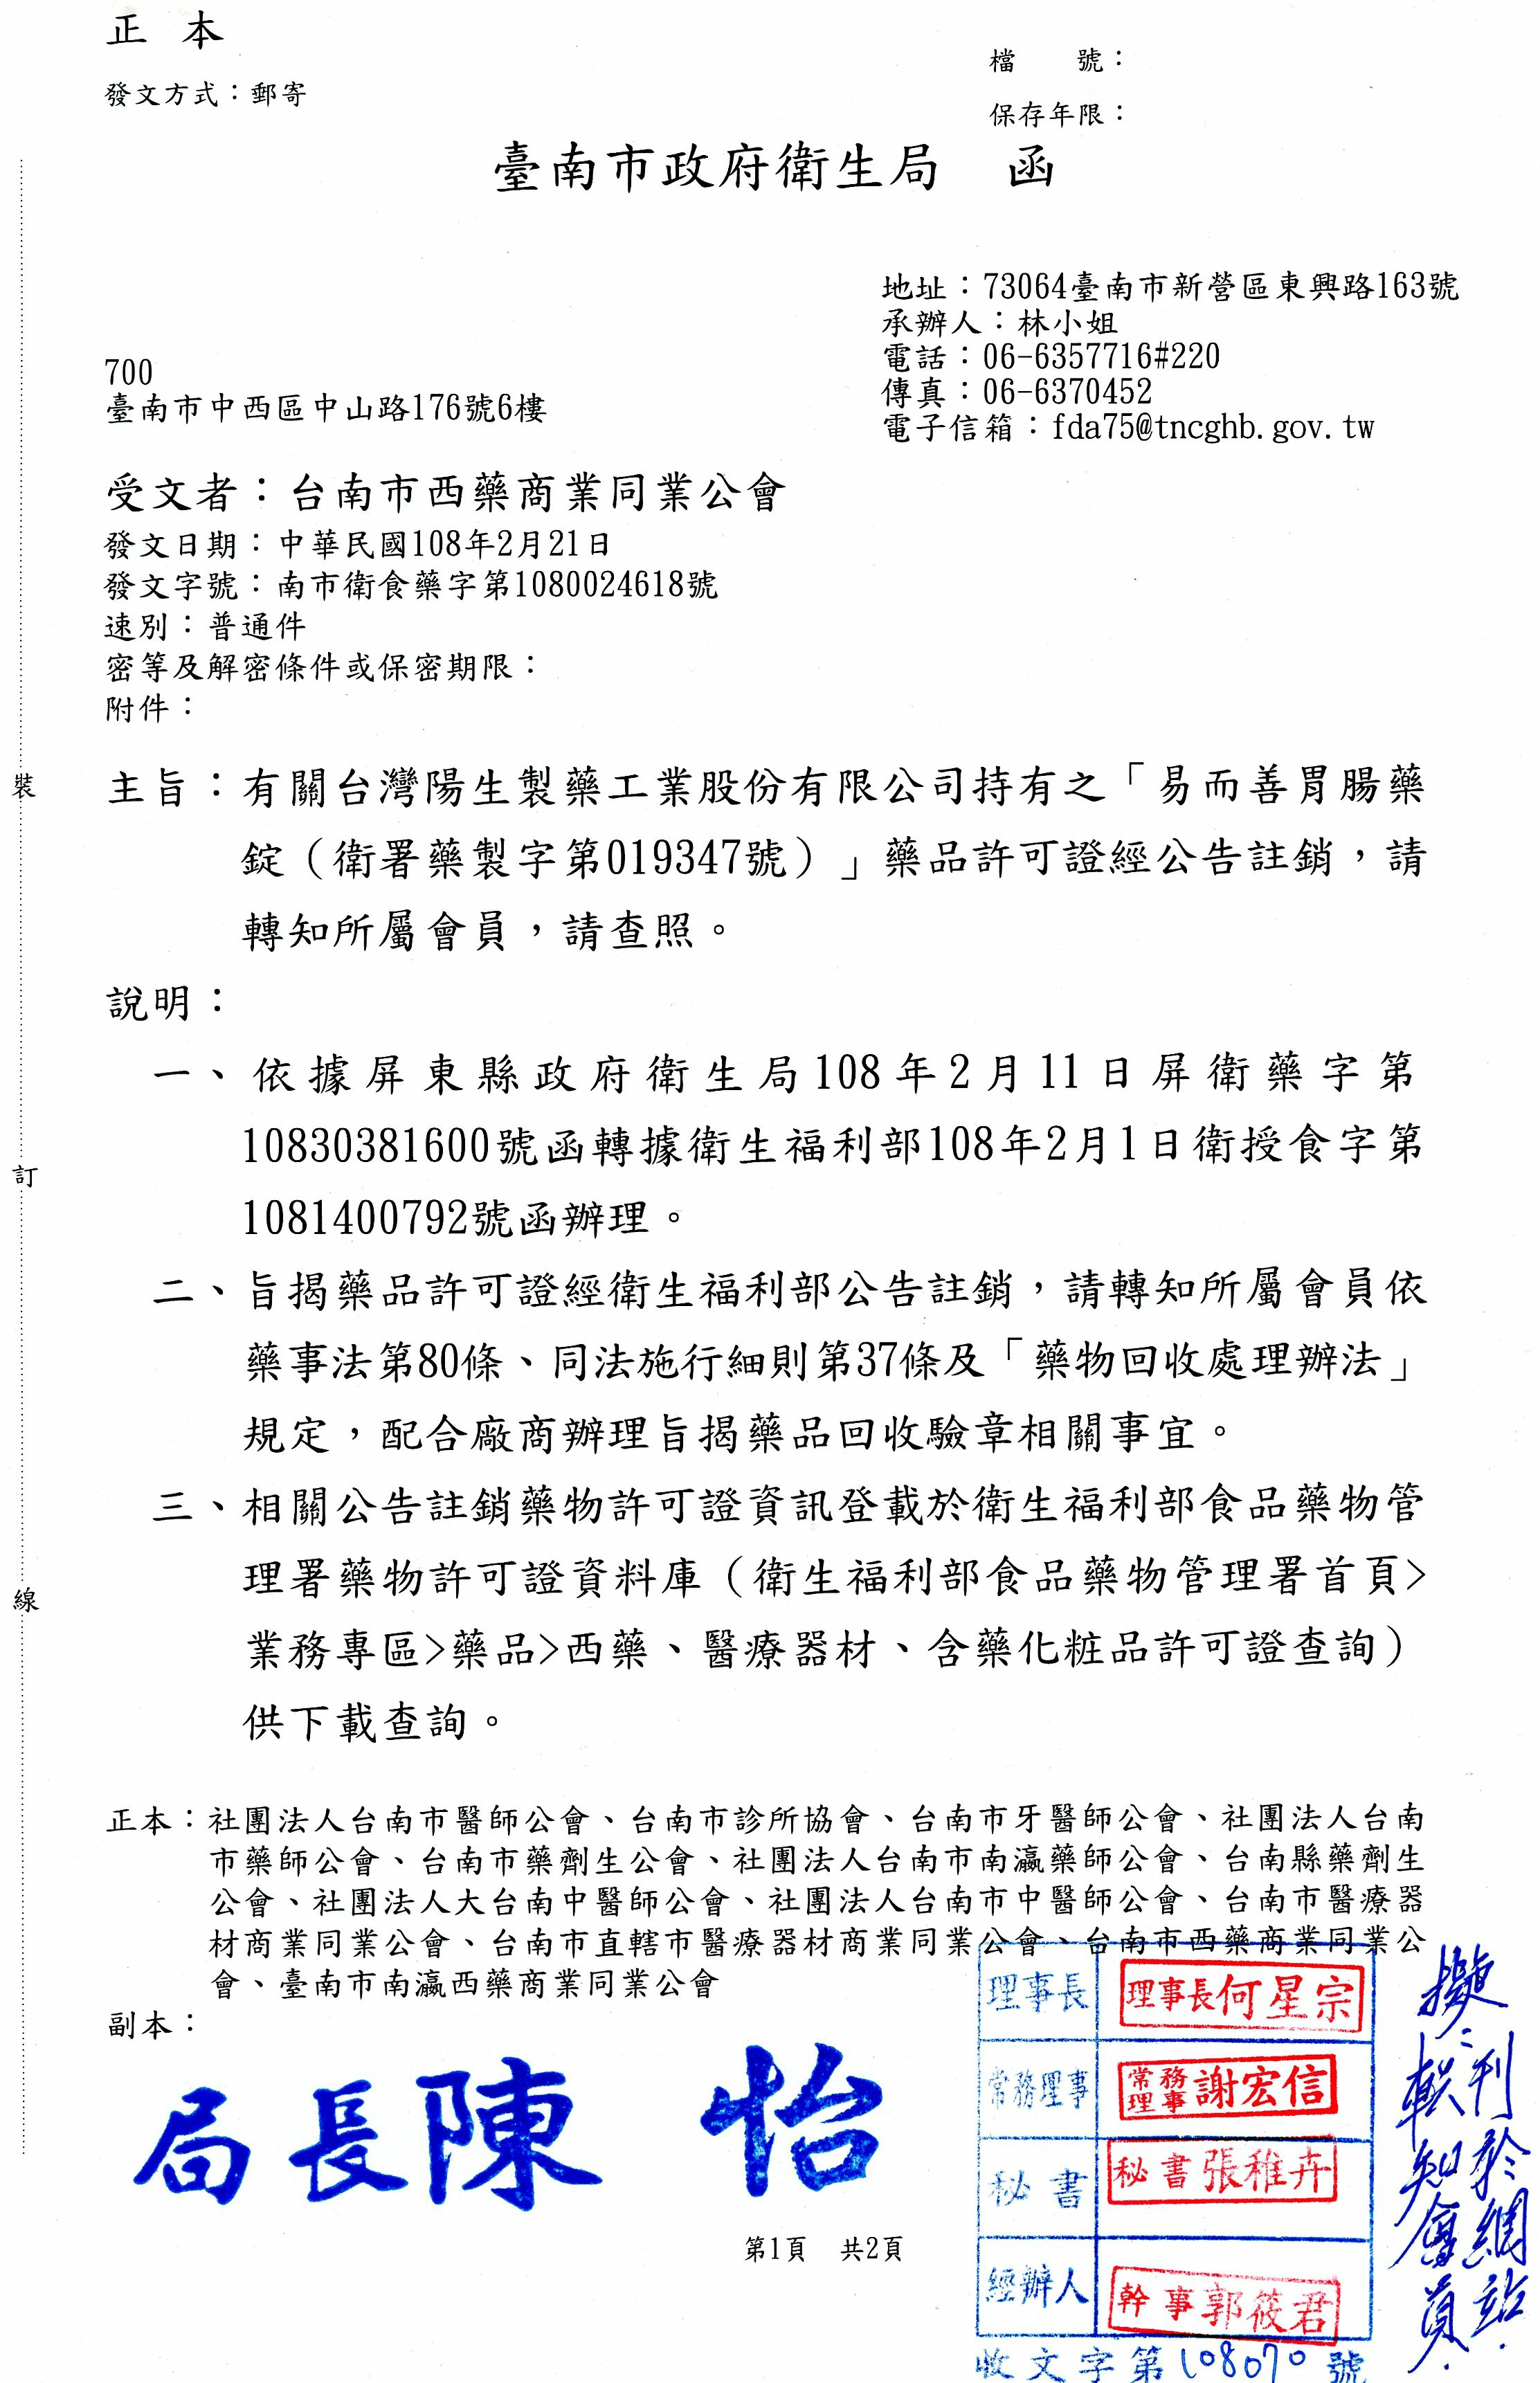 正本
發文方式：郵寄
檔　　號：
保存年限：
臺南市政府衛生局　函
地址：73064臺南市新營區東興路163號
承辦人：林小姐
電話：06-6357716#220
傳真：06-6370452
電子信箱：fda75@tncghb.gov.tw
700
臺南市中西區中山路176號6樓
受文者：台南市西藥商業同業公會
發文日期：中華民國108年2月21日
發文字號：南市衛食藥字第1080024618號
速別：普通件
密等及解密條件或保密期限：
附件：
主旨：有關台灣陽生製藥工業股份有限公司持有之「易而善胃腸藥
錠（衛署藥製字第019347號）」藥品許可證經公告註銷，請
轉知所屬會員，請查照。
說明：
一、依據屏東縣政府衛生局108年2月11日屏衛藥字第
10830381600號函轉據衛生福利部108年2月1日衛授食字第
1081400792號函辦理。
二、旨揭藥品許可證經衛生福利部公告註銷，請轉知所屬會員依
藥事法第80條、同法施行細則第37條及「藥物回收處理辦法」
規定，配合廠商辦理旨揭藥品回收驗章相關事宜。
三、相關公告註銷藥物許可證資訊登載於衛生福利部食品藥物管
理署藥物許可證資料庫（衛生福利部食品藥物管理署首頁>
業務專區>藥品>西藥、醫療器材、含藥化粧品許可證查詢）
供下載查詢。
正本：社團法人台南市醫師公會、台南市診所協會、台南市牙醫師公會、社團法人台南
市藥師公會、台南市藥劑生公會、社團法人台南市南瀛藥師公會、台南縣藥劑生
公會、社團法人大台南中醫師公會、社團法人台南市中醫師公會、台南市醫療器
材商業同業公會、台南市直轄市醫療器材商業同業公會、台南市西藥商業同業公
會、臺南市南瀛西藥商業同業公會
副本：
局長陳怡
理事長　理事長何星宗
常務理事　常務理事謝宏信
秘書　秘書張稚卉
經辦人　幹事郭筱君
收文字第108070號
擬：刊於網站
轉知會員.
第1頁　共2頁
裝
訂
線